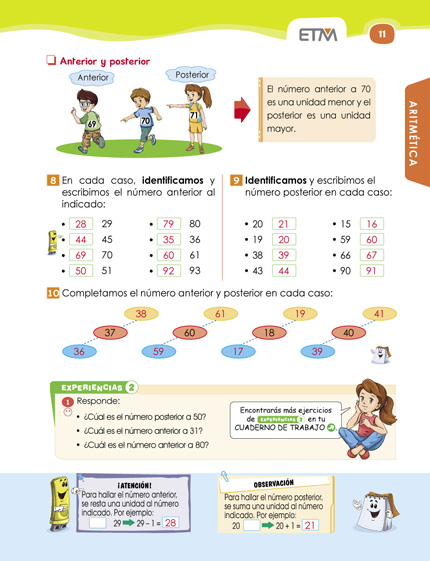 ETM
11
ARITMÉTICA
❑ Anterior y posterior
Anterior
Posterior
69
70
71
El número anterior a 70
es una unidad menor y el
posterior es una unidad
mayor.
8 En cada caso, identificamos y
escribimos el número anterior al
indicado:
• 28 29 • 79 80
• 44 45 • 35 36
• 69 70 • 60 61
• 50 51 • 92 93
9 Identificamos y escribimos el
número posterior en cada caso:
• 20 21 • 15 16
• 19 20 • 59 60
• 38 39 • 66 67
• 43 44 • 90 91
10 Completamos el número anterior y posterior en cada caso:
38 61 19 41
37 60 18 40
36 59 17 39
EXPERIENCIAS 2
1 Responde:
• ¿Cúal es el número posterior a 50?
• ¿Cuál es el número anterior a 31?
• ¿Cuál es el número anterior a 80?
Encontrarás más ejercicios
de EXPERIENCIAS 2 en tu
CUADERNO DE TRABAJO
¡ATENCIÓN!
Para hallar el número anterior,
se resta una unidad al número
indicado. Por ejemplo:
29 ➡ 29 – 1 = 28
OBSERVACIÓN
Para hallar el número posterior,
se suma una unidad al número
indicado. Por ejemplo:
20 ➡ 20 + 1 = 21